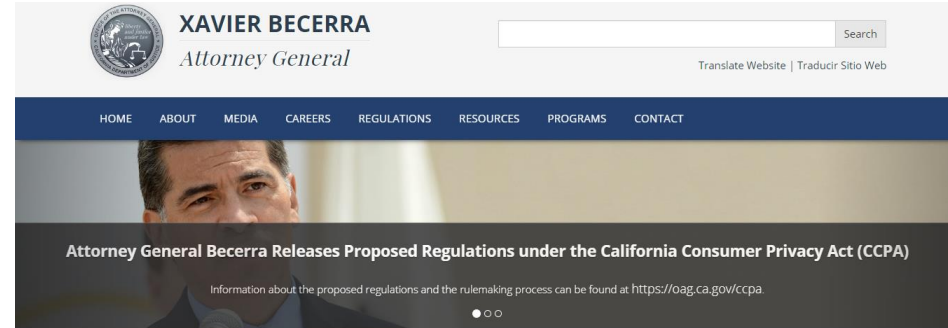 XAVIER BECERRA
Attorney General
Search
Translate Website | Traducir Sitio Web
HOME ABOUT MEDIA CAREERS REGULATIONS RESOURCES PROGRAMS CONTACT
Attorney General Becerra Releases Proposed Regulations under the California Consumer Privacy Act (CCPA)
Information about the proposed regulations and the rulemaking process can be found at https://oag.ca.gov/ccpa.